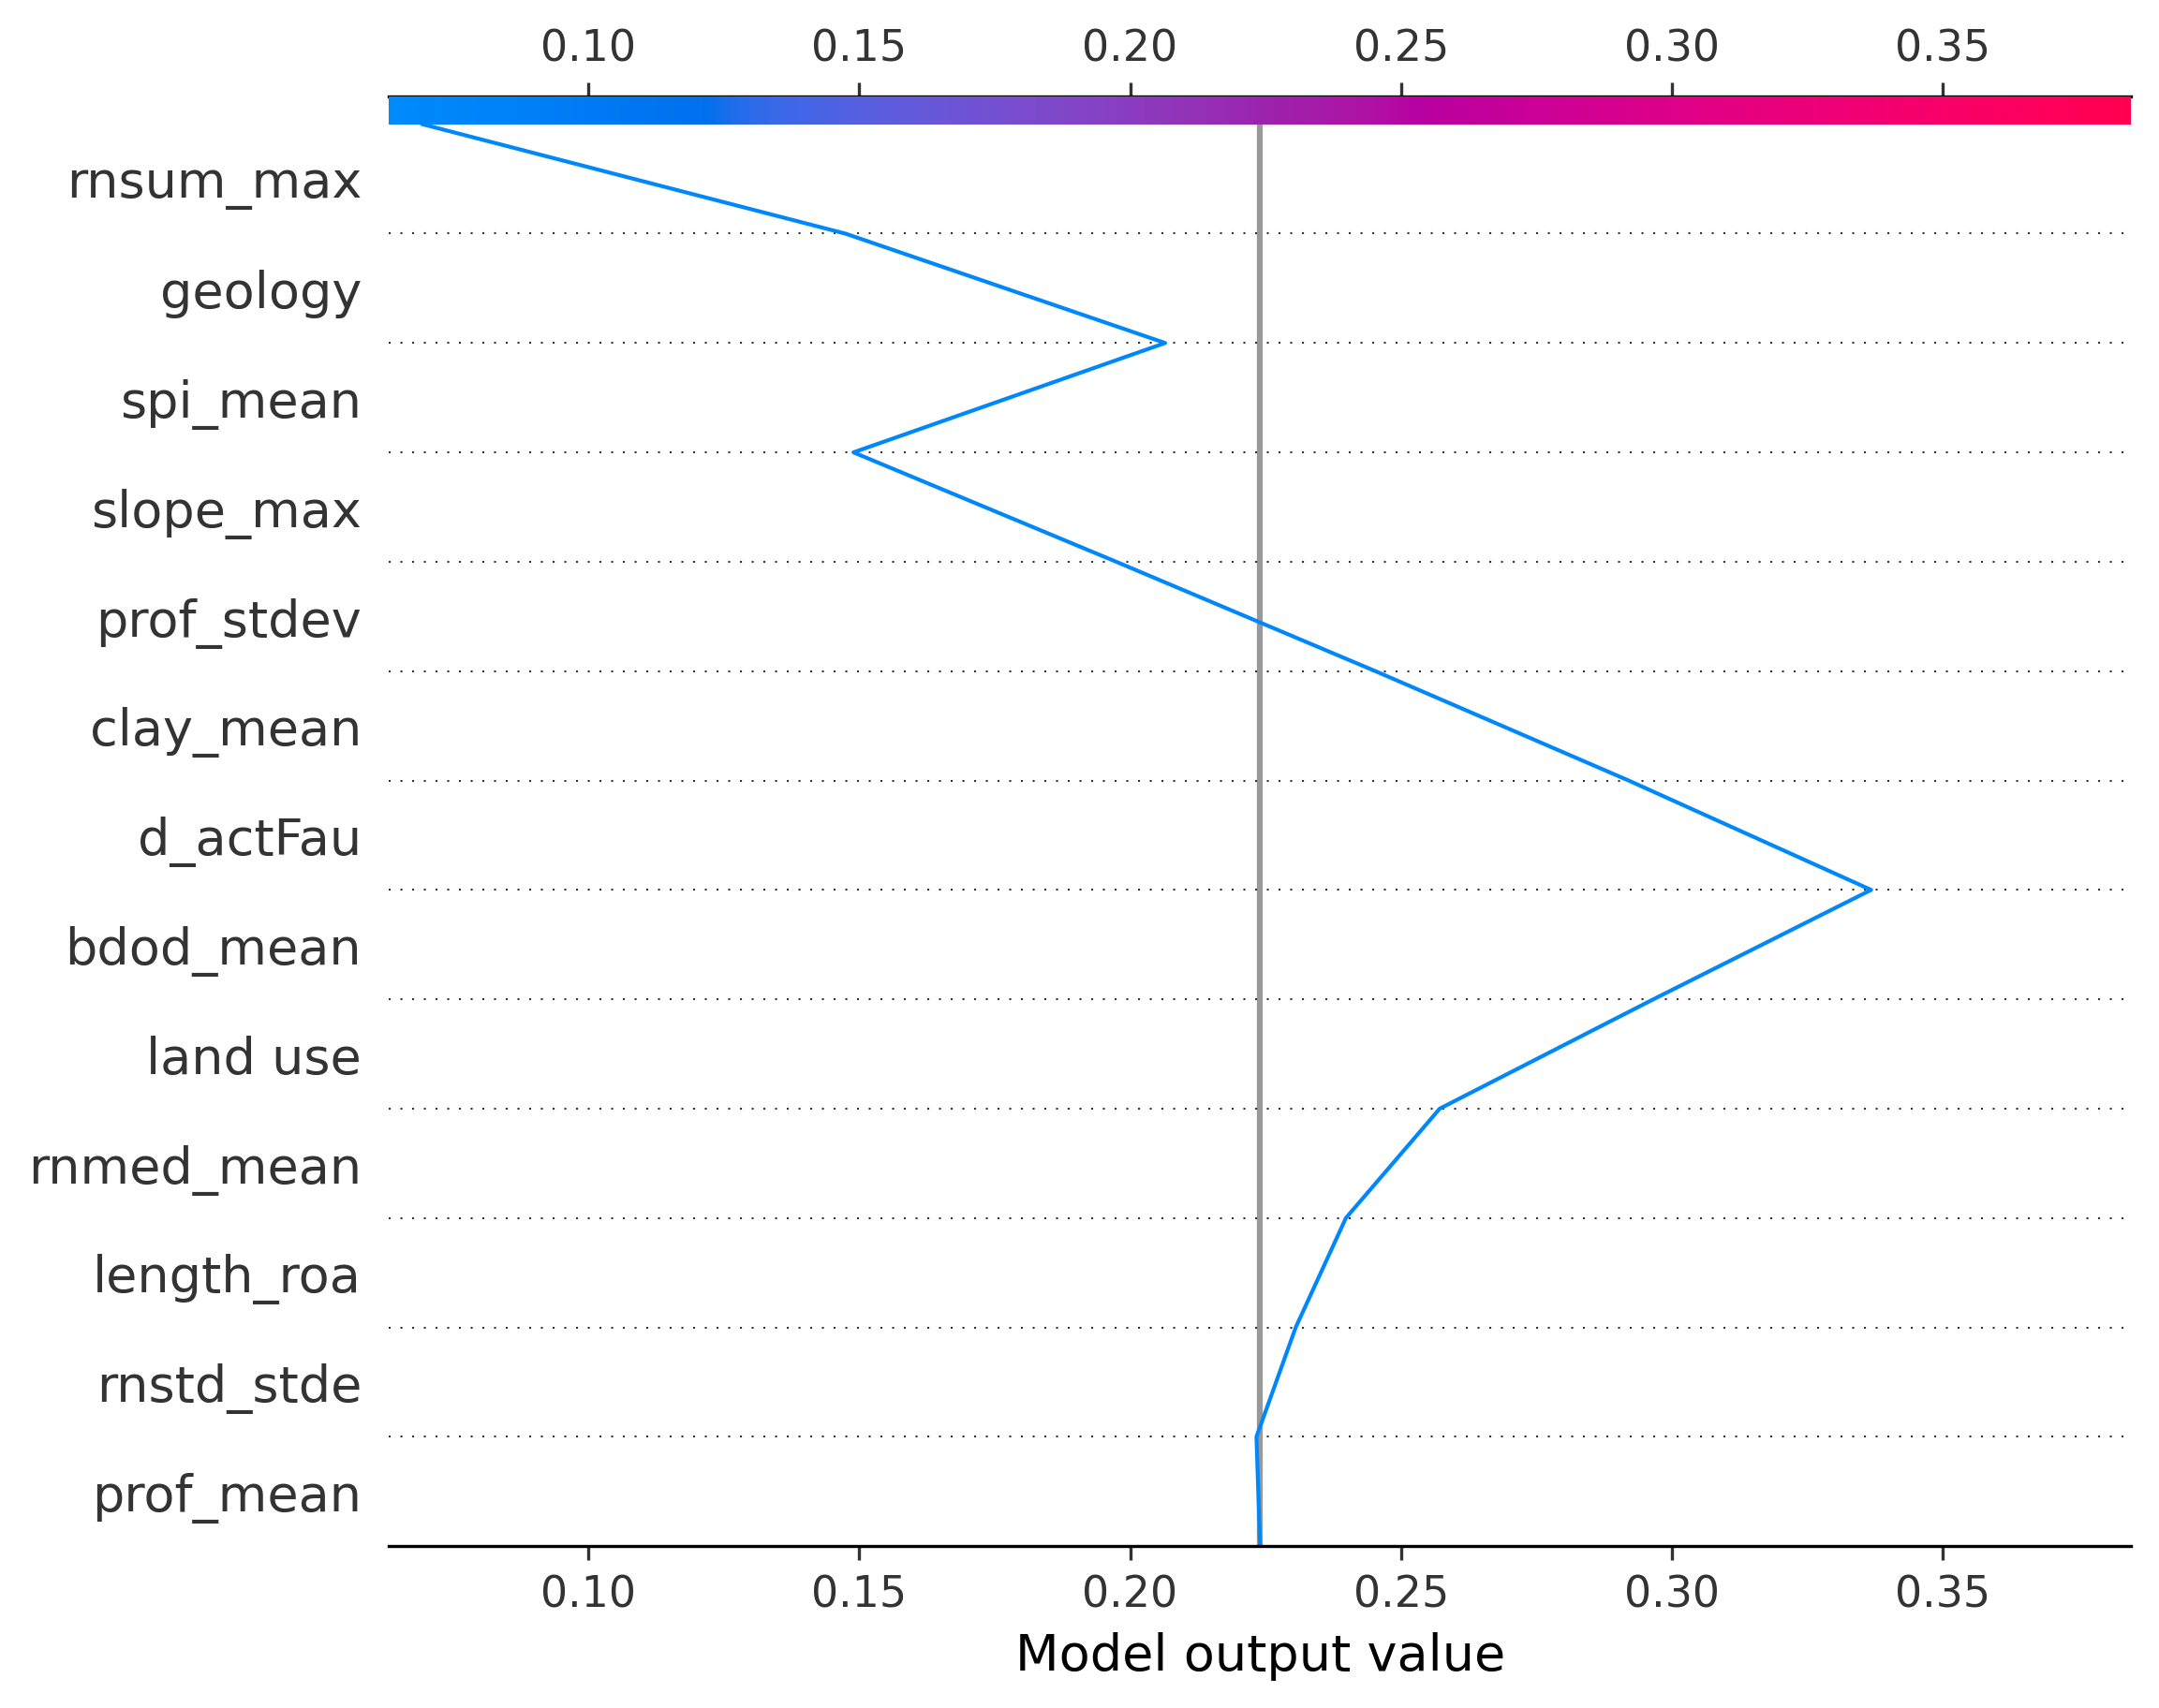 0.10 0.15 0.20 0.25 0.30 0.35
rnsum_max
geology
spi_mean
slope_max
prof_stdev
clay_mean
d_actFau
bdod_mean
land use
rnmed_mean
length_roa
rnstd_stde
prof_mean
0.10 0.15 0.20 0.25 0.30 0.35
Model output value